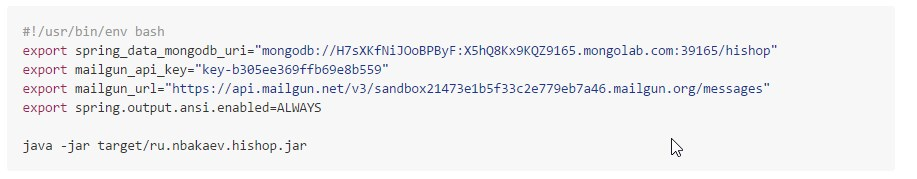 #!/usr/bin/env bash
export spring_data_mongodb_uri="mongodb://H7sXKfNiJOoBPByF:X5hQ8Kx9KQZ9165.mongolab.com:39165/hishop"
export mailgun_api_key="key-b305ee369ffb69e8b559"
export mailgun_url="https://api.mailgun.net/v3/sandbox21473e1b5f33c2e779eb7a46.mailgun.org/messages"
export spring.output.ansi.enabled=ALWAYS
java -jar target/ru.nbakaev.hishop.jar